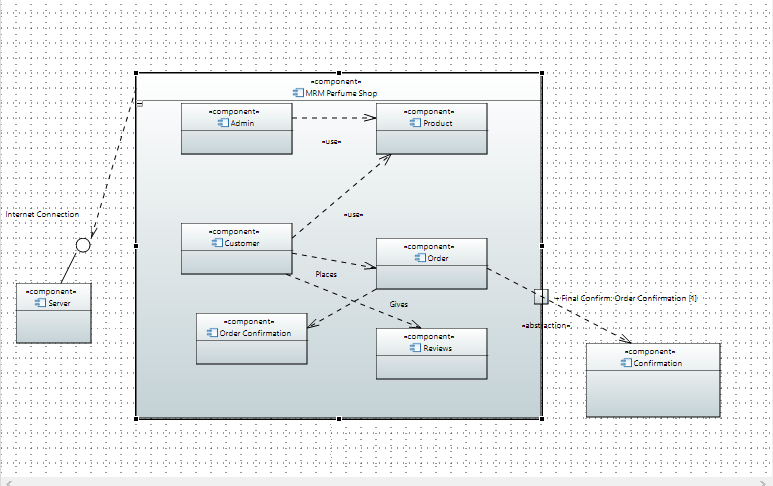 «component»
MRM Perfume Shop
«component»
Admin
«component»
Product
«use»
«use»
Internet Connection
«component»
Customer
«component»
Order
Places
«component»
Server
+ Final Confirm: Order Confirmation [1]
Gives
«component»
Order Confirmation
«abstraction»
«component»
Reviews
«component»
Confirmation